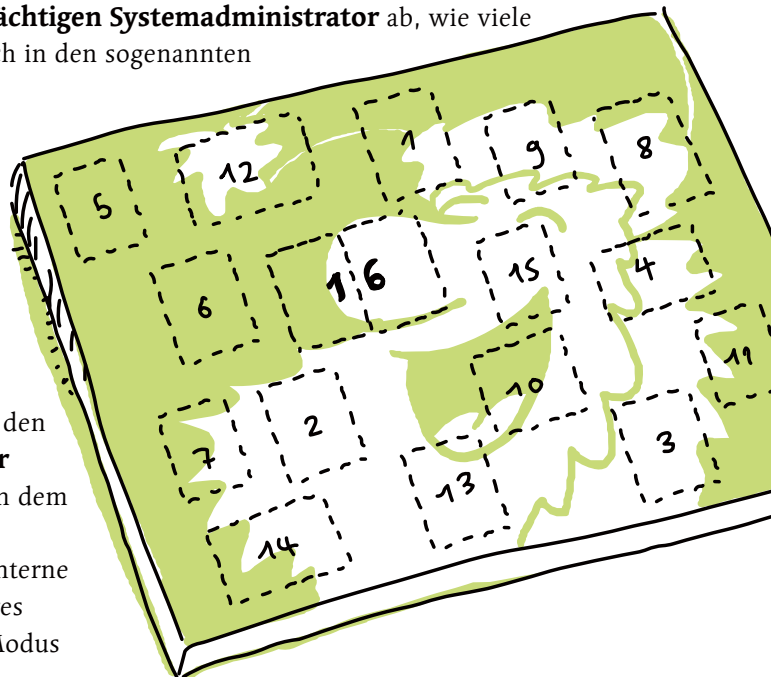 ächtigen Systemadministrator ab, wie viele
h in den sogenannten
12
1
9
8
5
15
4
6
16
11
10
2
3
7
13
14
den
r
n dem
nterne
es
Modus